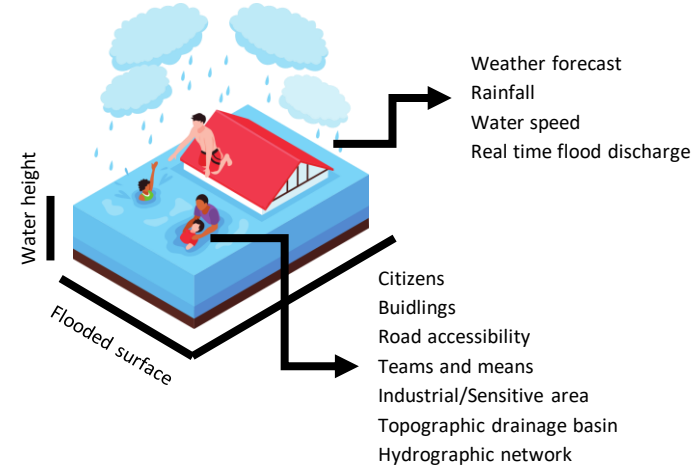 Weather forecast
Rainfall
Water speed
Real time flood discharge
Water height
Flooded surface
Citizens
Buidlings
Road accessibility
Teams and means
Industrial/Sensitive area
Topographic drainage basin
Hydrographic network